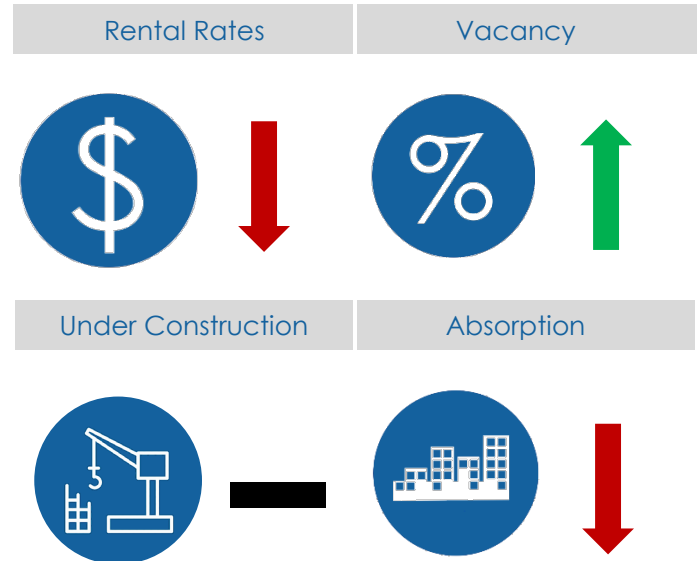 Rental Rates
Vacancy
$
%
Under Construction
Absorption